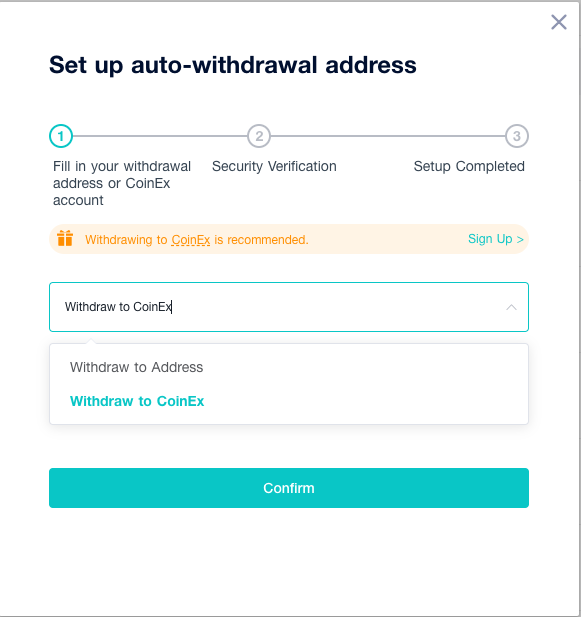 Set up auto-withdrawal address
1
2
3
Fill in your withdrawal
address or CoinEx
account
Security Verification
Setup Completed
Withdrawing to CoinEx is recommended.
Sign Up >
Withdraw to CoinEx
Withdraw to Address
Withdraw to CoinEx
Confirm